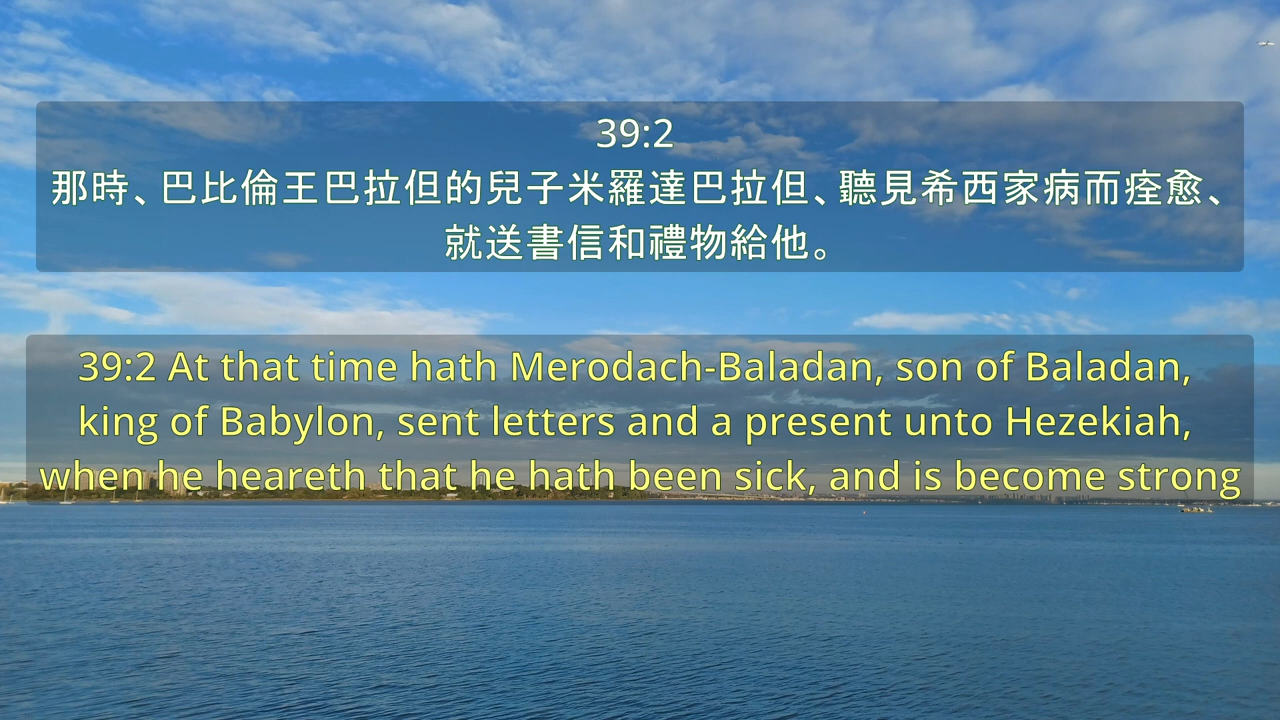 39:2
那時、巴比倫王巴拉但的兒子米羅達巴拉但、聽見希西家病而痊愈、
就送書信和禮物給他。
39:2 At that time hath Merodach-Baladan, son of Baladan,
king of Babylon, sent letters and a present unto Hezekiah,
when he heareth that he hath been sick, and is become strong